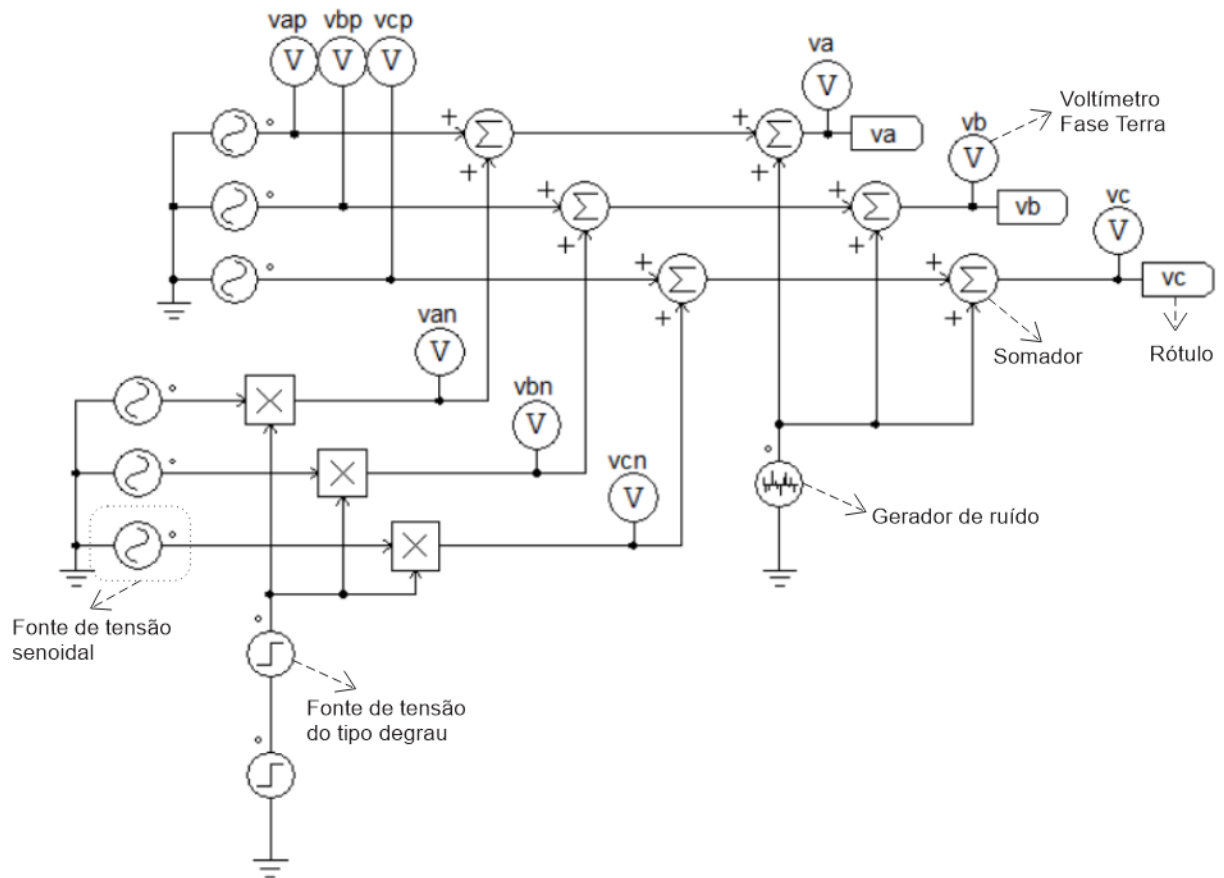 vap
vbp
vcp
V
V
V
va
V
va
Voltímetro
Fase Terra
vb
V
vb
vc
V
vc
Σ
Σ
Σ
Σ
Σ
Σ
+
+
+
+
+
+
+
+
+
+
+
+
Somador
Rótulo
van
V
vbn
V
vcn
V
Gerador de ruído
Fonte de tensão
senoidal
Fonte de tensão
do tipo degrau